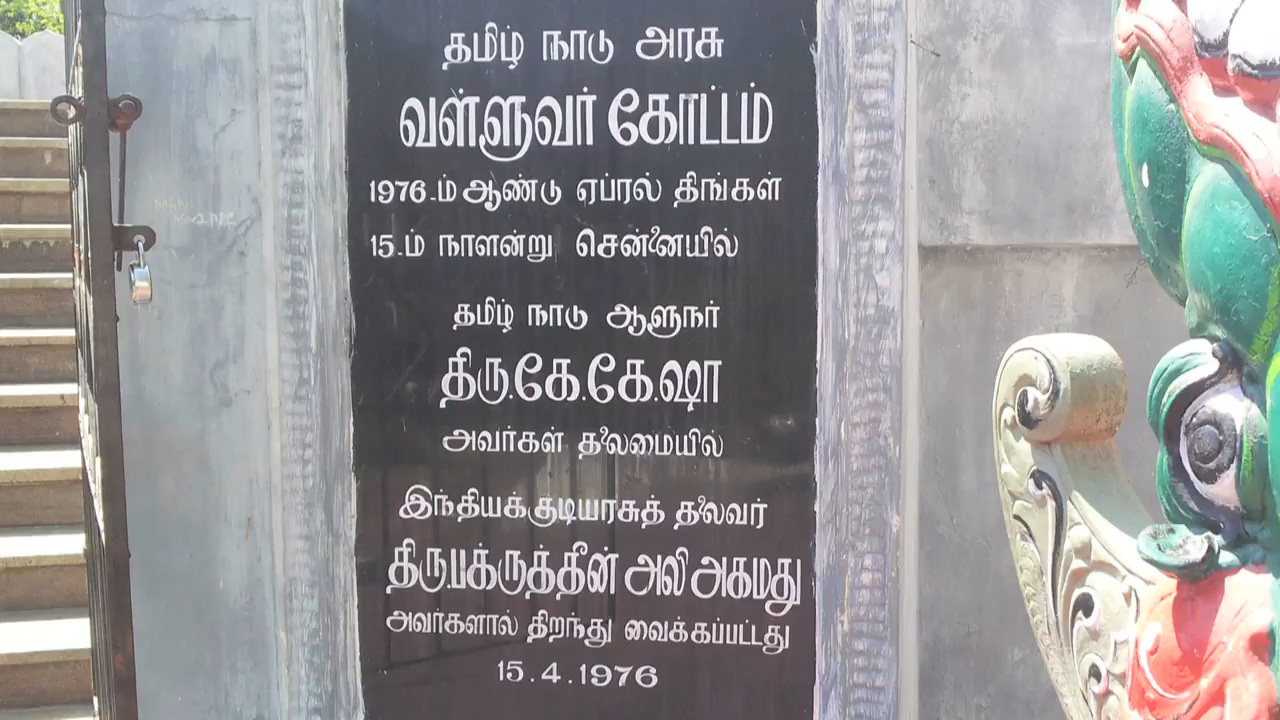 தமிழ் நாடு அரசு
வள்ளுவர் கோட்டம்
1976-ம் ஆண்டு ஏப்ரல் திங்கள்
15-ம் நாளன்று சென்னையில்
தமிழ் நாடு ஆளுநர்
திரு.கே.கே.ஷா
அவர்கள் தலைமையில்
இந்தியக்குடியரசுத் தலைவர்
திரு.பக்ருத்தீன் அலி அகமது
அவர்களால் திறந்து வைக்கப்பட்டது
15.4.1976